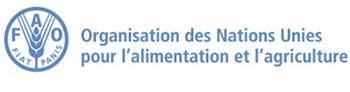 F A O
FIAT PANIS
Organisation des Nations Unies
pour l'alimentation et l'agriculture